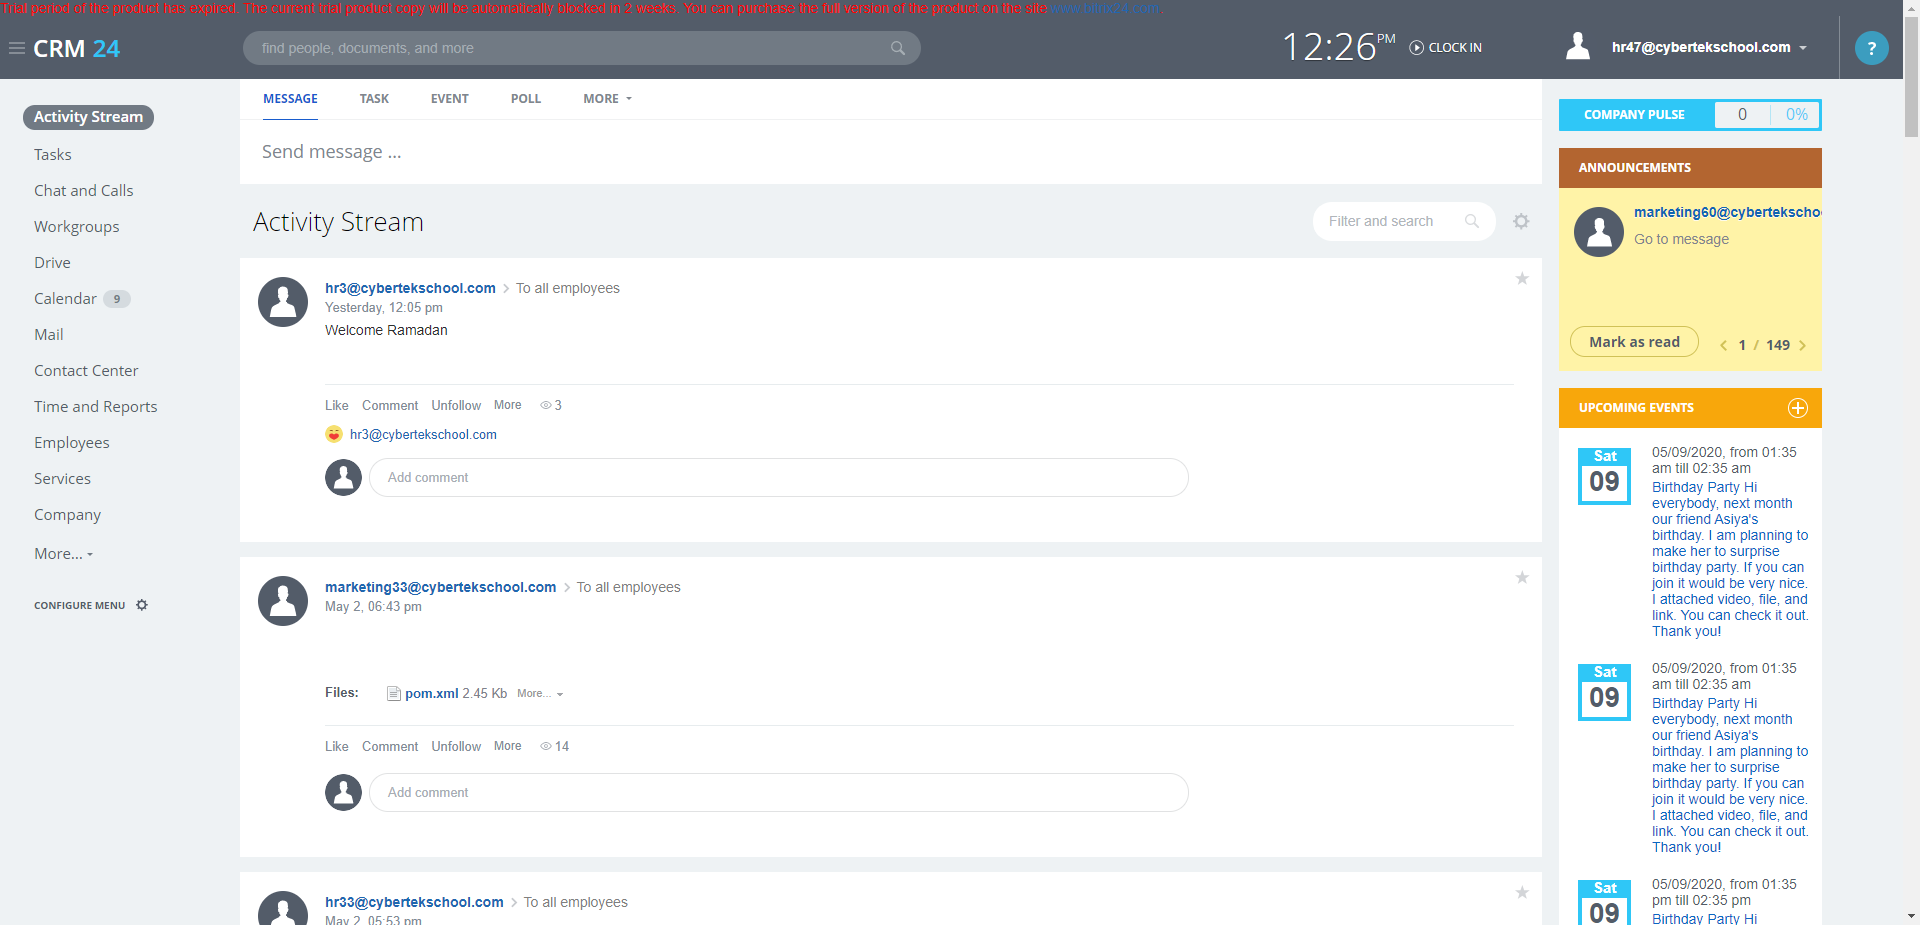 Trial period of the product has expired. The current trial product copy will be automatically blocked in 2 weeks. You can purchase the full version of the product on the site www.bitrix24.com.
CRM 24
find people, documents, and more
12:26 PM
CLOCK IN
hr47@cybertekschool.com
?
Activity Stream
Tasks
Chat and Calls
Workgroups
Drive
Calendar 9
Mail
Contact Center
Time and Reports
Employees
Services
Company
More...
CONFIGURE MENU
MESSAGE TASK EVENT POLL MORE
Send message ...
Activity Stream
Filter and search
hr3@cybertekschool.com > To all employees
Yesterday, 12:05 pm
Welcome Ramadan
Like Comment Unfollow More 3
hr3@cybertekschool.com
Add comment
marketing33@cybertekschool.com > To all employees
May 2, 06:43 pm
Files: pom.xml 2.45 Kb More...
Like Comment Unfollow More 14
Add comment
hr33@cybertekschool.com > To all employees
May 2, 05:53 pm
COMPANY PULSE 0 0%
ANNOUNCEMENTS
marketing60@cybertekscho
Go to message
Mark as read
< 1 / 149 >
UPCOMING EVENTS
Sat
09
05/09/2020, from 01:35
am till 02:35 am
Birthday Party Hi
everybody, next month
our friend Asiya's
birthday. I am planning to
make her to surprise
birthday party. If you can
join it would be very nice.
I attached video, file, and
link. You can check it out.
Thank you!
Sat
09
05/09/2020, from 01:35
am till 02:35 am
Birthday Party Hi
everybody, next month
our friend Asiya's
birthday. I am planning to
make her to surprise
birthday party. If you can
join it would be very nice.
I attached video, file, and
link. You can check it out.
Thank you!
Sat
09
05/09/2020, from 01:35
pm till 02:35 pm
Birthday Party Hi